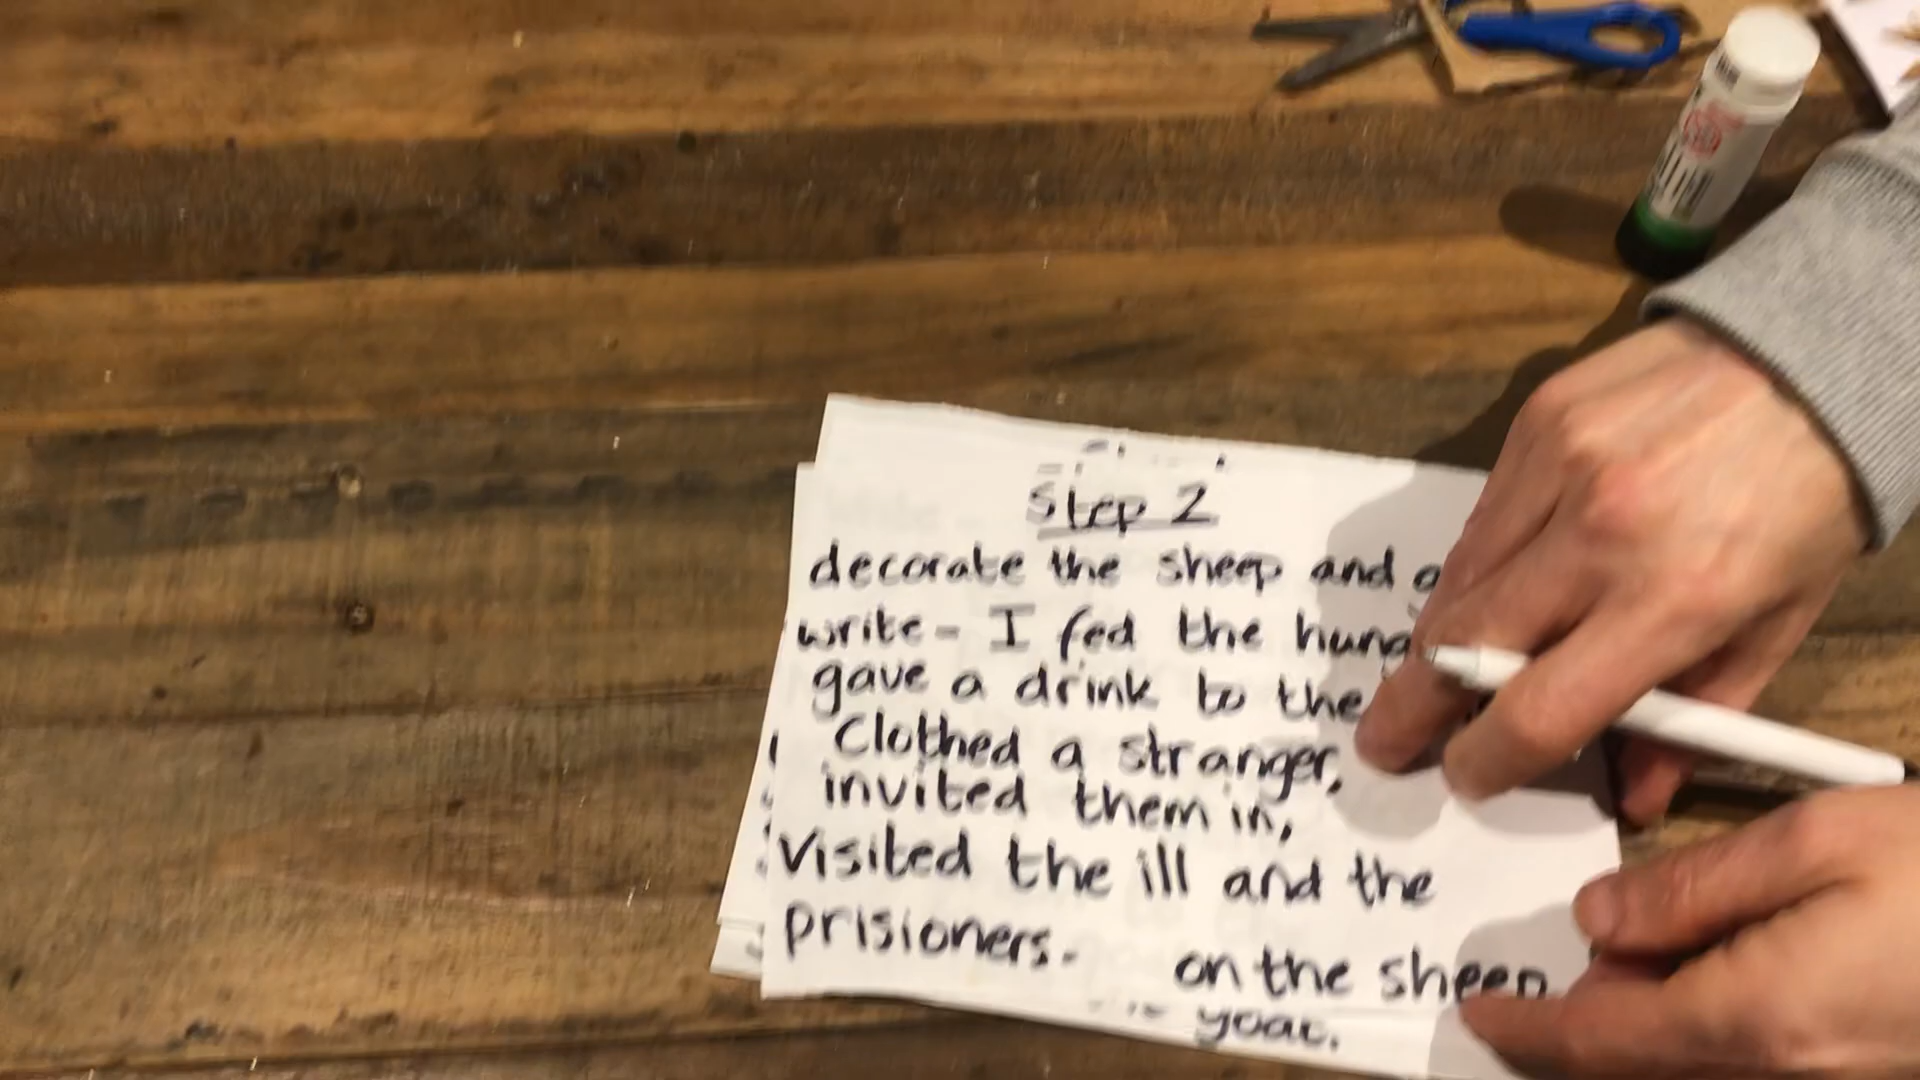 Step 2
decorate the sheep and
write - I fed the
gave a drink to the
Clothed a stranger,
invited them in,
Visited the ill and the
prisioners.
on the sheep
goat.